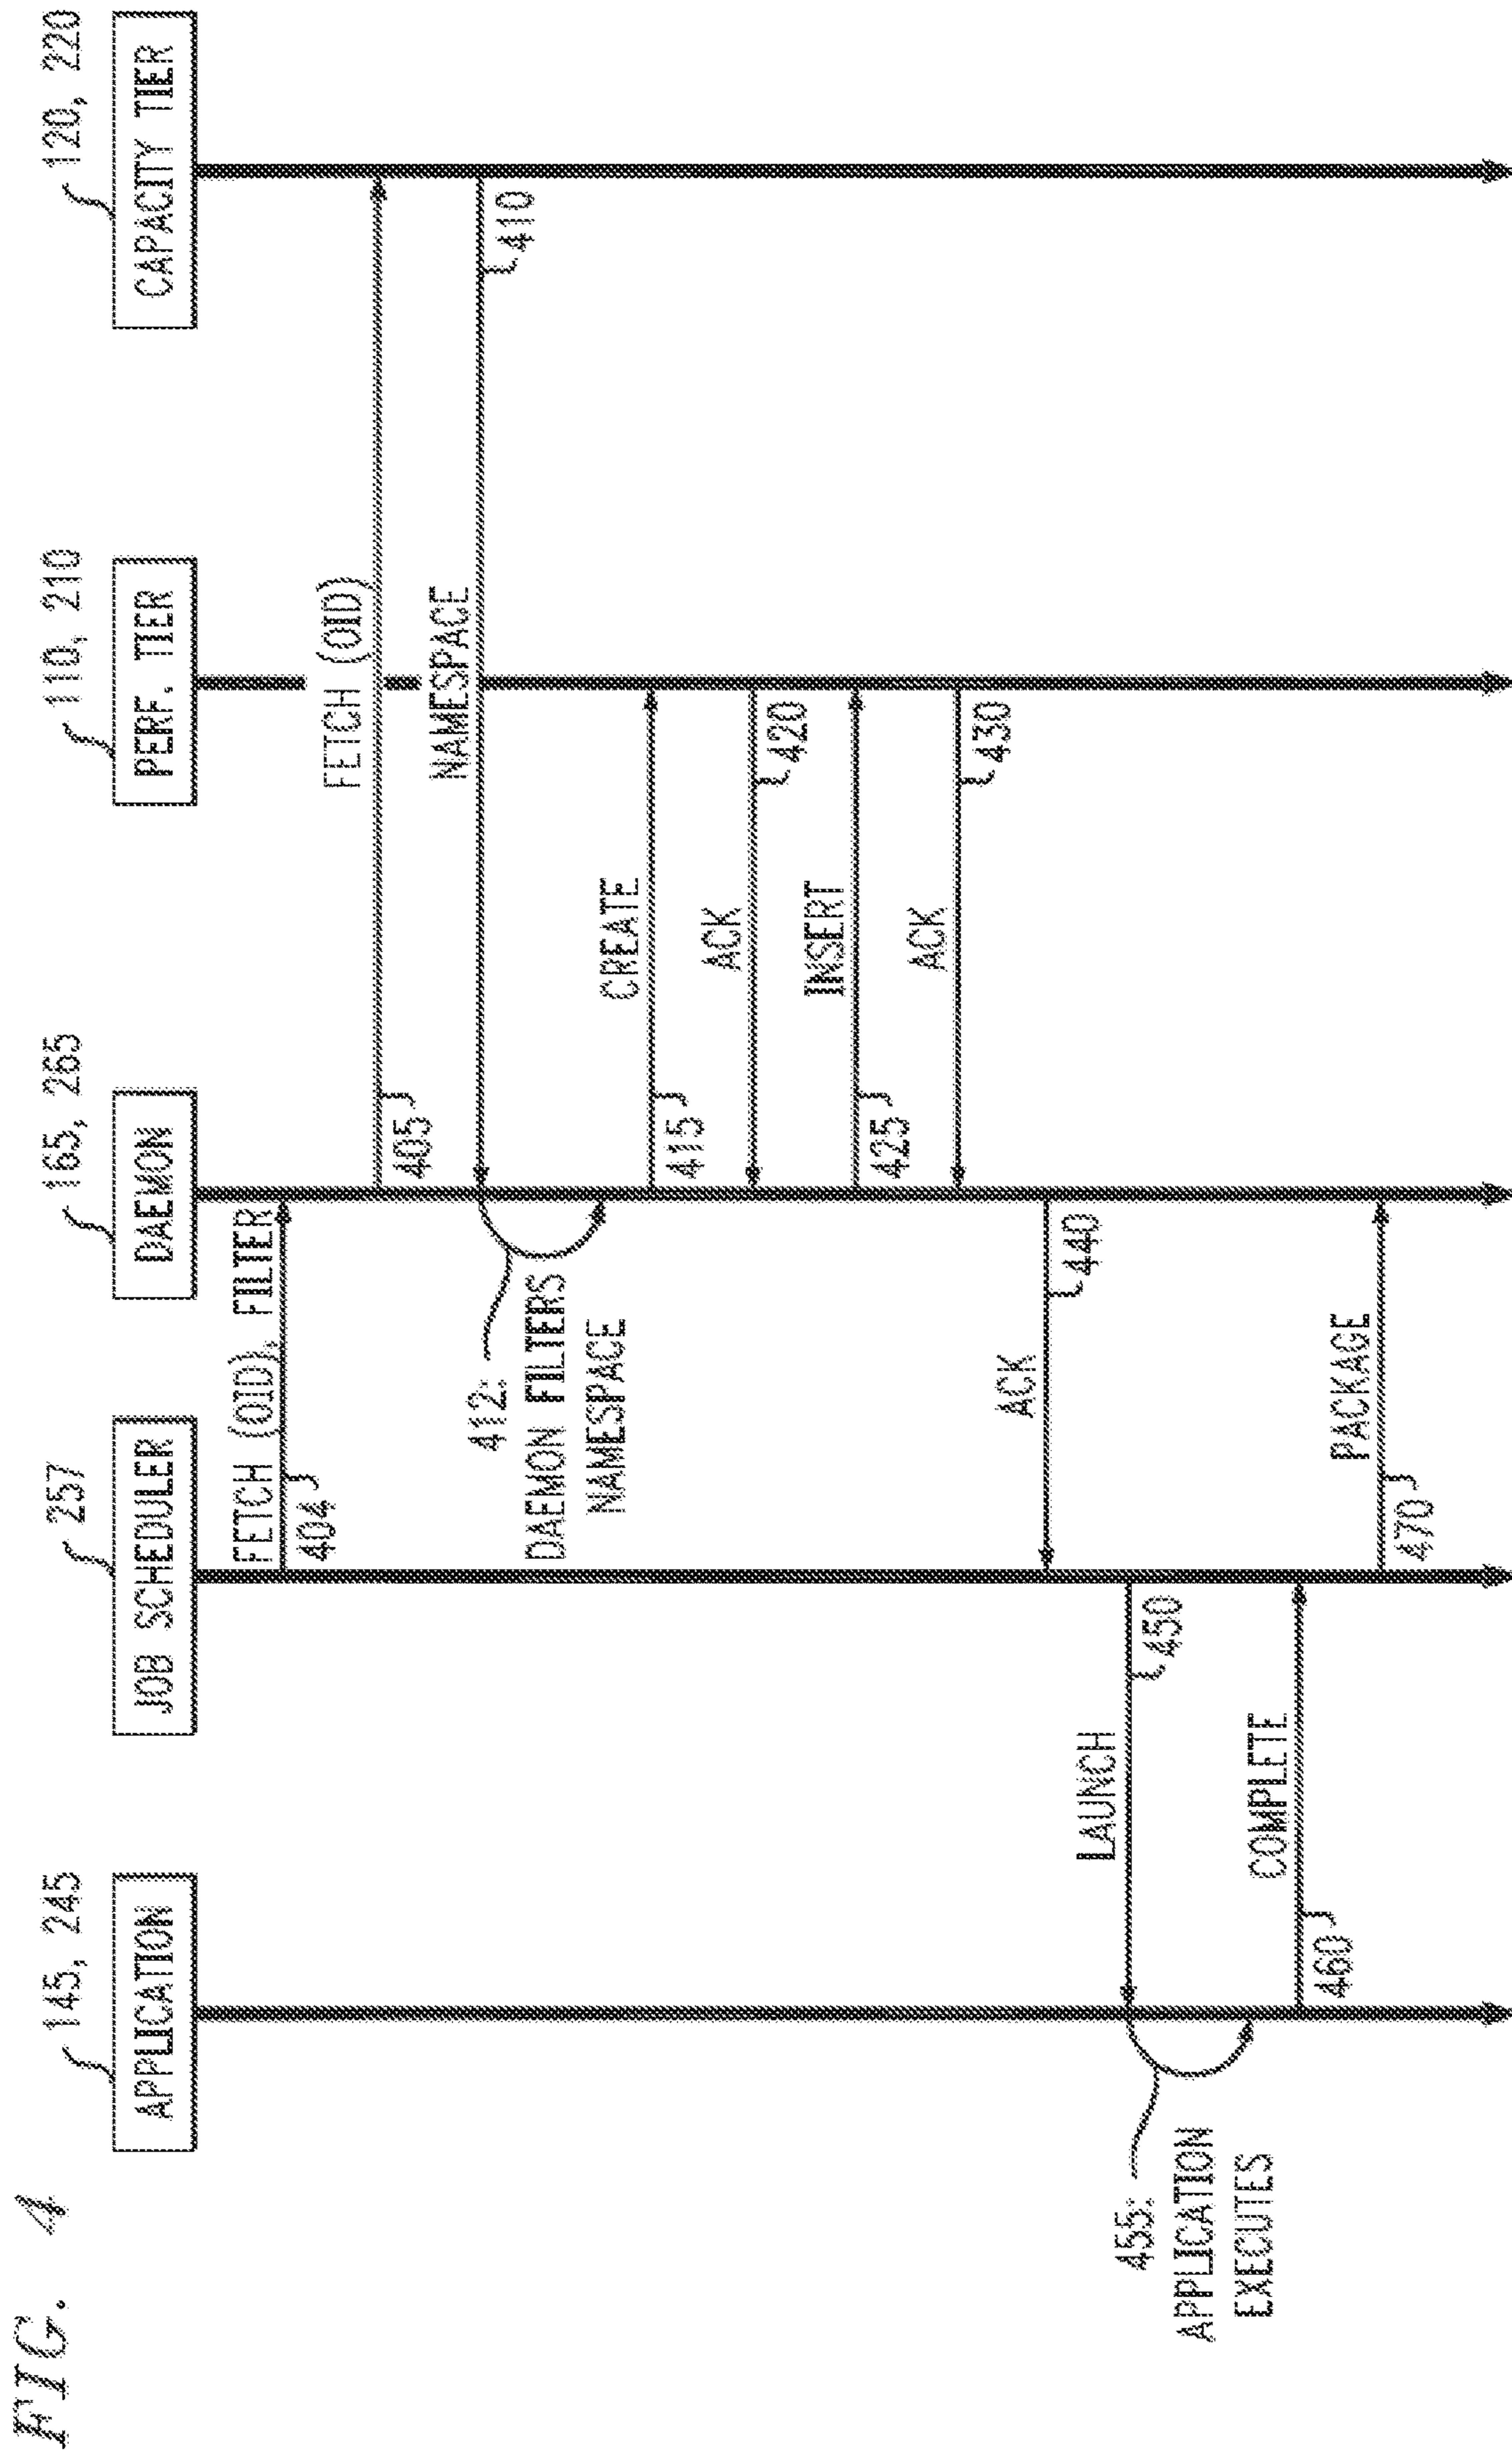 FIG. 4
145, 245
257
165, 265
110, 210
120, 220
APPLICATION
JOB SCHEDULER
DAEMON
PERF. TIER
CAPACITY TIER
FETCH (OID), FILTER
404
FETCH (OID)
405
NAMESPACE
410
412:
DAEMON FILTERS
NAMESPACE
CREATE
415
ACK
420
INSERT
425
ACK
430
ACK
440
LAUNCH
450
455:
APPLICATION
EXECUTES
COMPLETE
460
PACKAGE
470